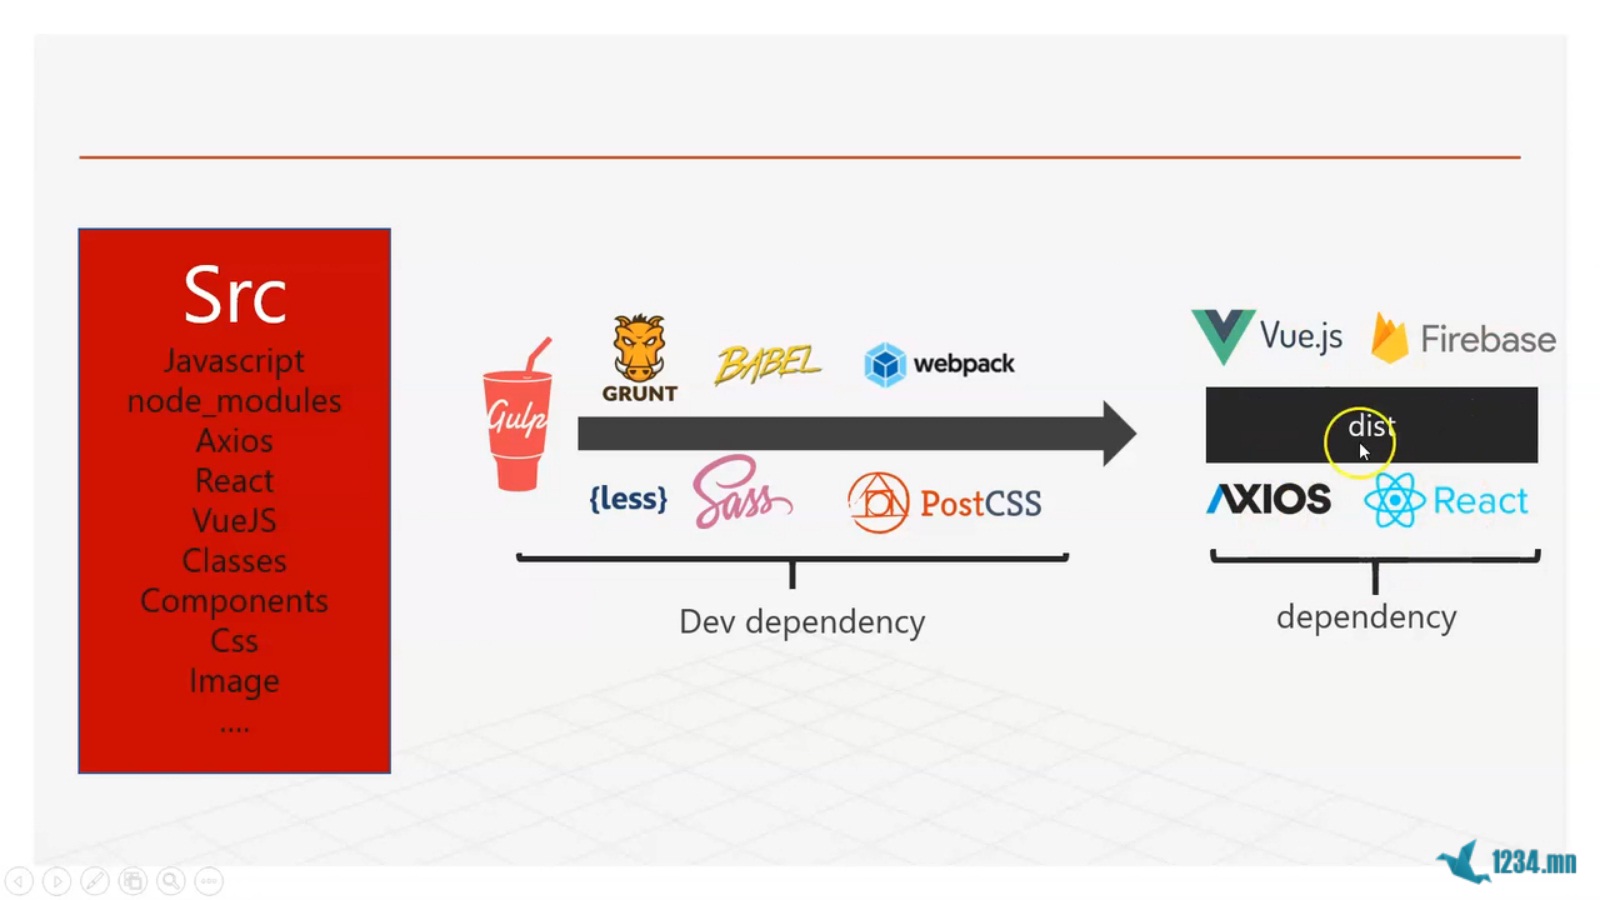 Src
Javascript
node_modules
Axios
React
VueJS
Classes
Components
Css
Image
....
Gulp
GRUNT
BABEL
webpack
{less}
Sass
PostCSS
Dev dependency
Vue.js
Firebase
dist
AXIOS
React
dependency
1234.mn